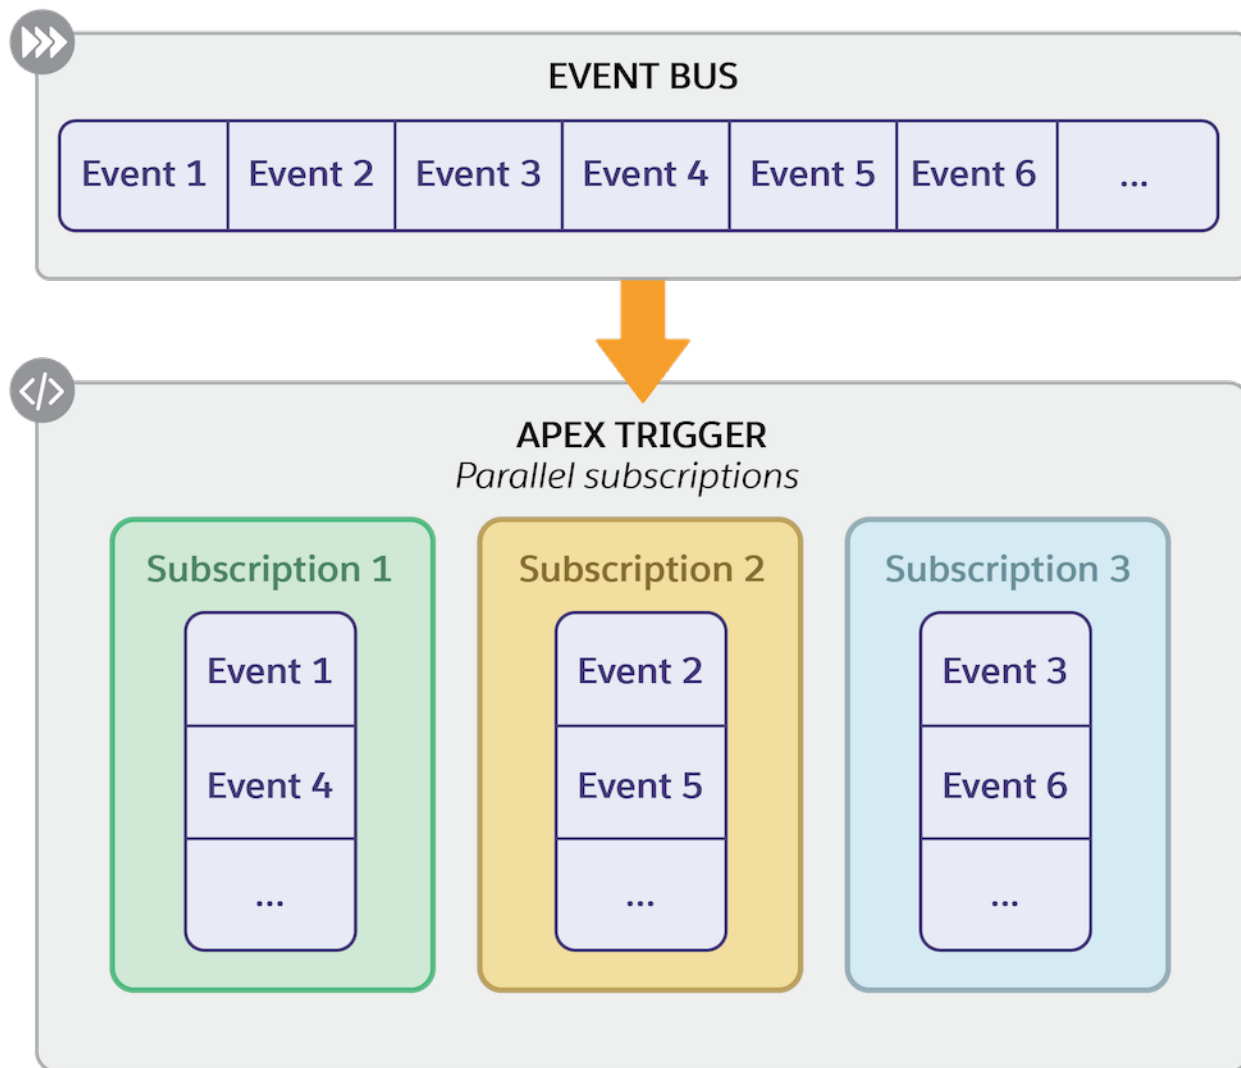 EVENT BUS
Event 1
Event 2
Event 3
Event 4
Event 5
Event 6
...
</>
APEX TRIGGER
Parallel subscriptions
Subscription 1
Event 1
Event 4
...
Subscription 2
Event 2
Event 5
...
Subscription 3
Event 3
Event 6
...